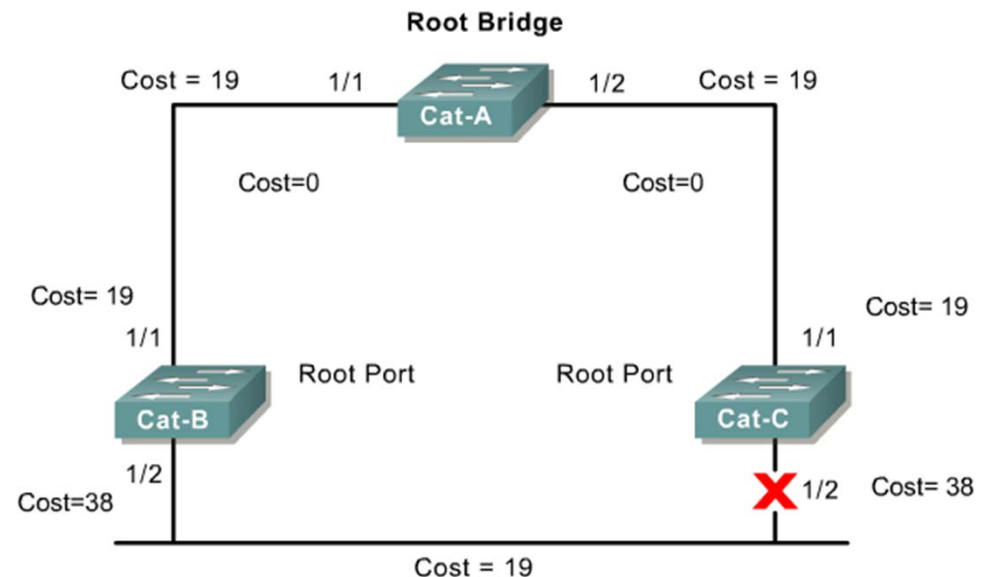 Root Bridge
Cost = 19
1/1
1/2
Cost = 19
Cat-A
Cost=0
Cost=0
Cost= 19
Cost= 19
1/1
1/1
Root Port
Root Port
Cat-B
Cat-C
1/2
Cost=38
1/2
Cost= 38
Cost = 19